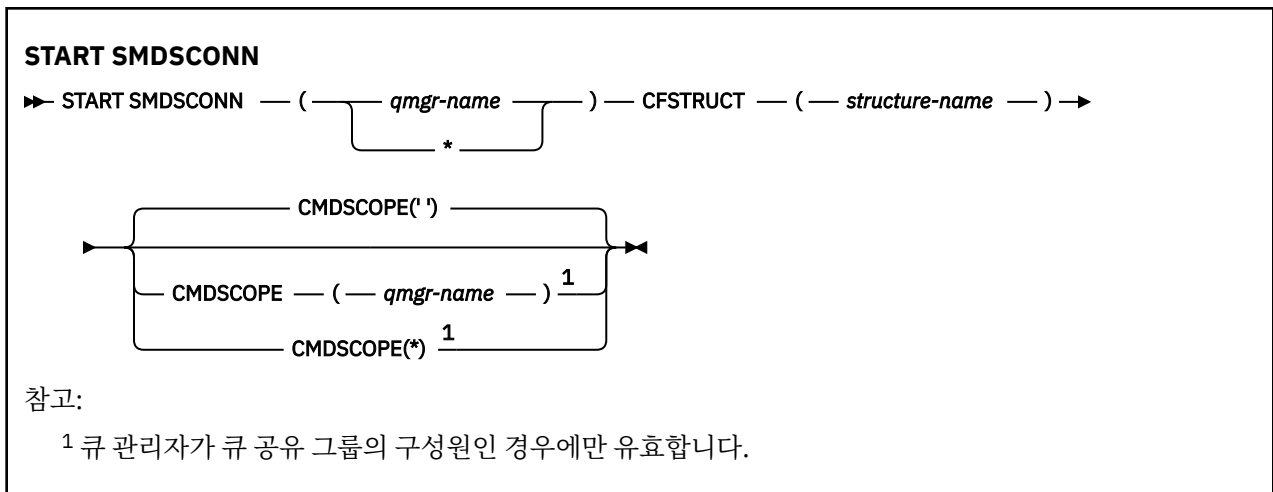 START SMDSCONN
START SMDSCONN ( qmgr-name ) CFSTRUCT ( structure-name )
*
CMDSCOPE(' ')
CMDSCOPE ( qmgr-name ) 1
CMDSCOPE(*) 1
참고:
1 큐 관리자가 큐 공유 그룹의 구성원인 경우에만 유효합니다.